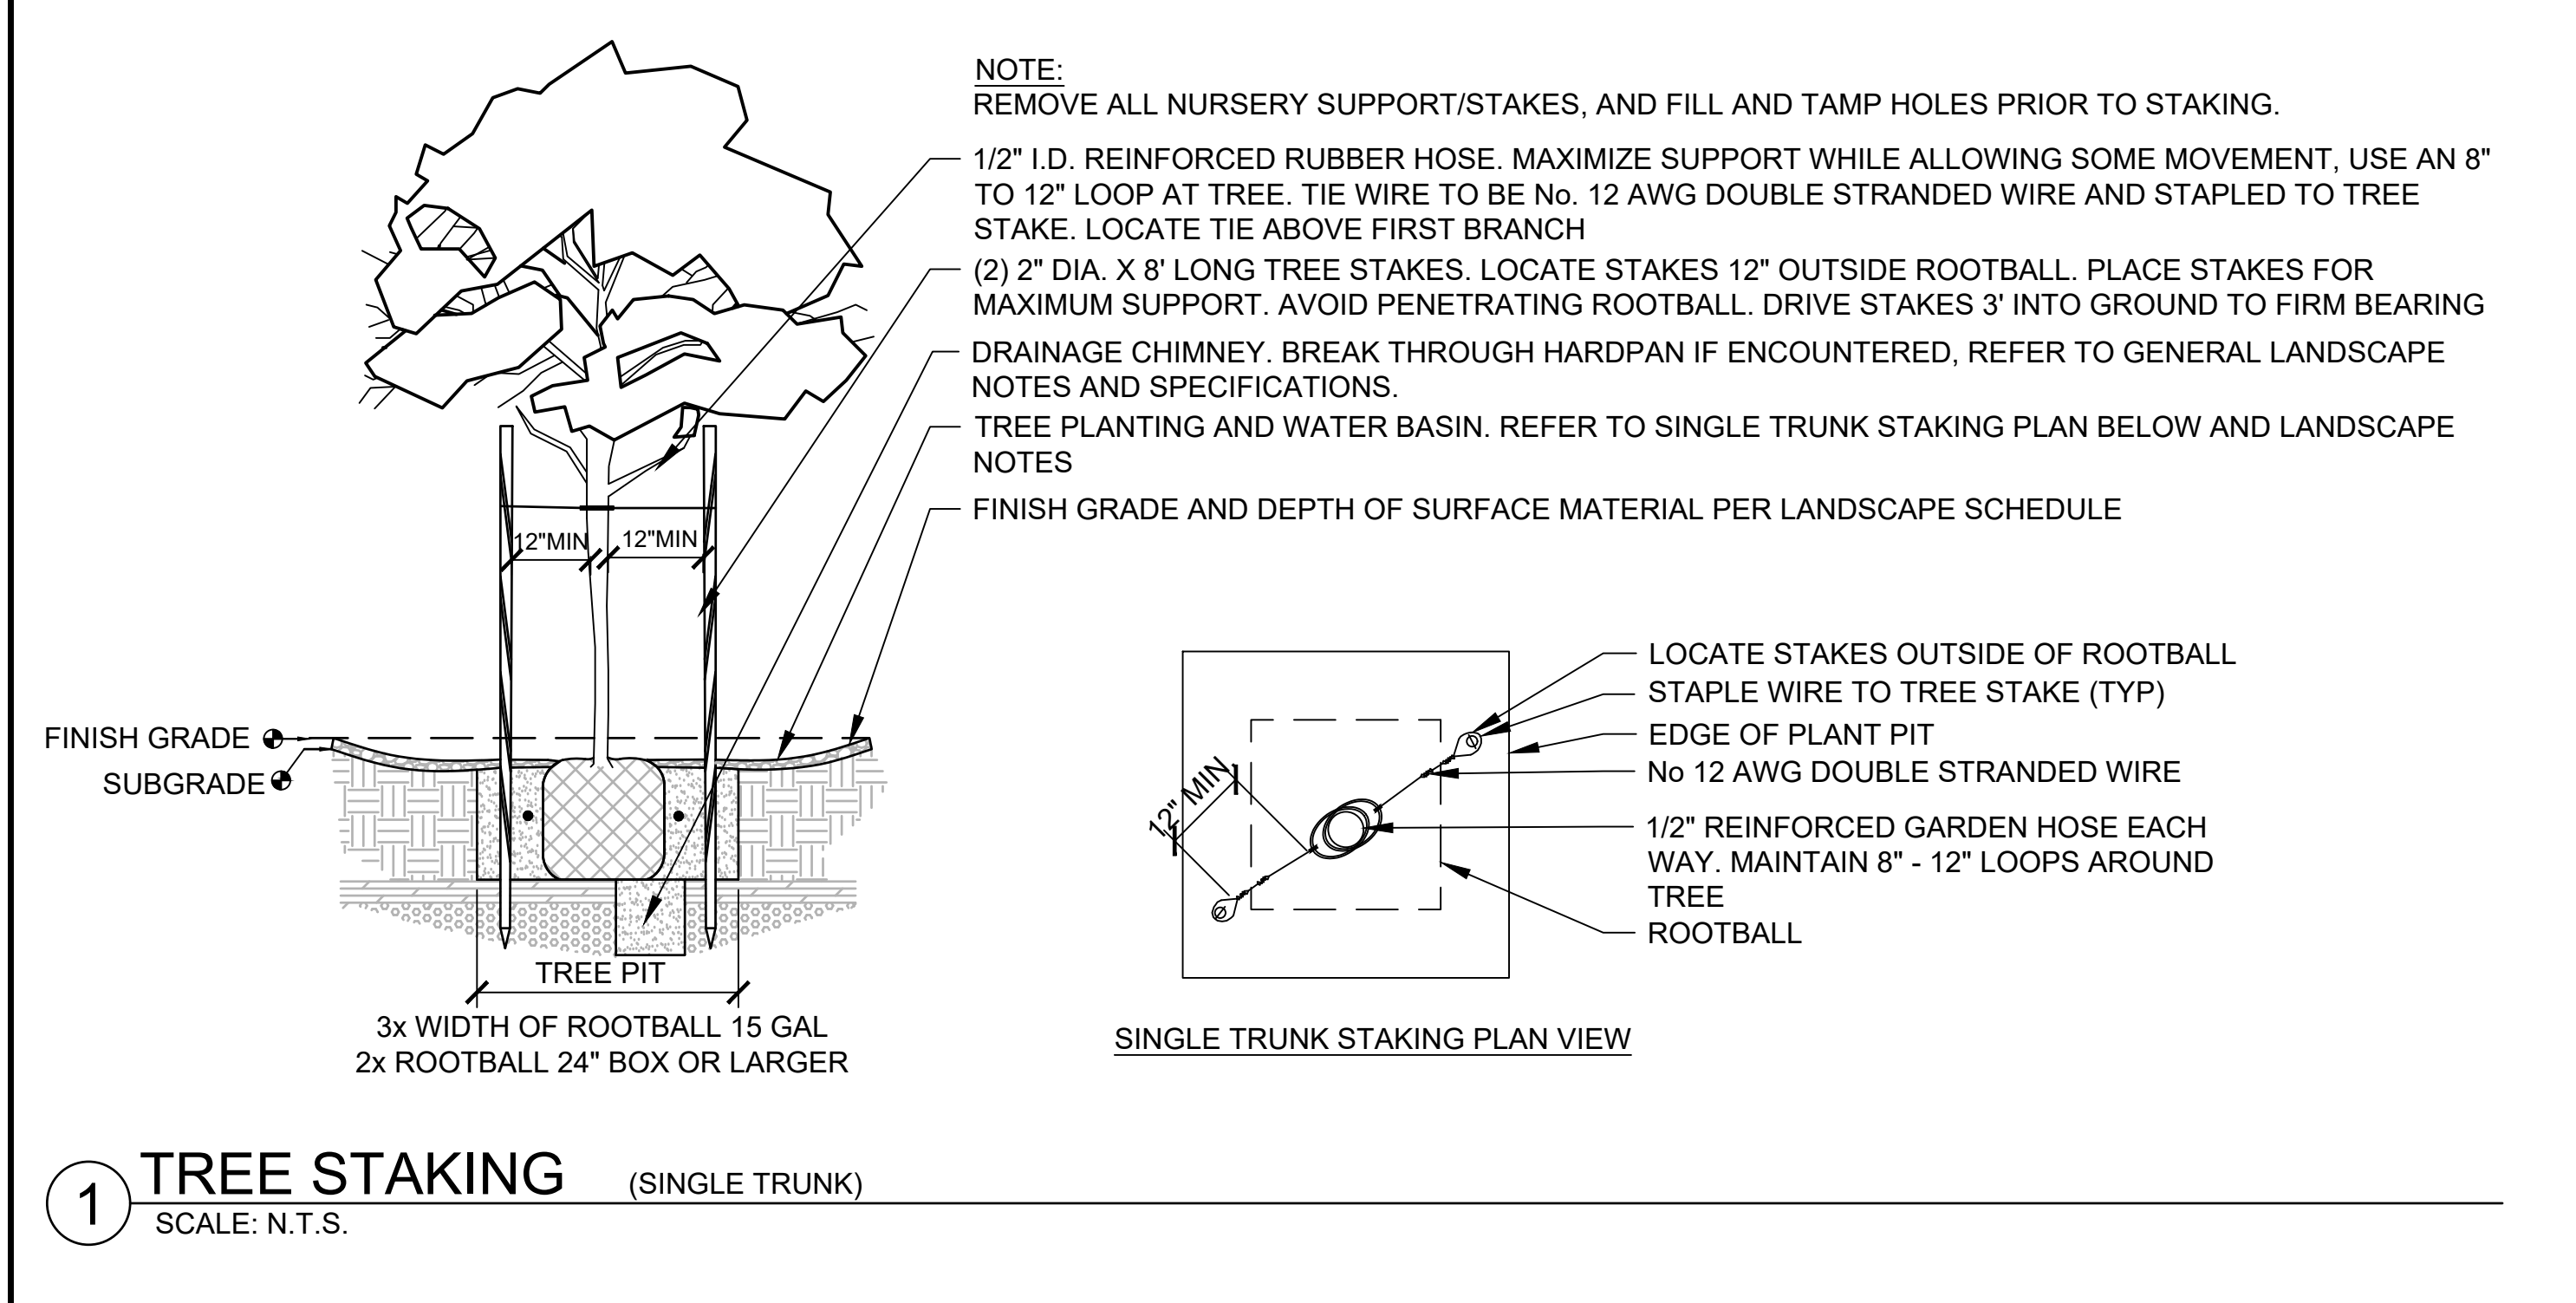 NOTE:
REMOVE ALL NURSERY SUPPORT/STAKES, AND FILL AND TAMP HOLES PRIOR TO STAKING.
1/2" I.D. REINFORCED RUBBER HOSE. MAXIMIZE SUPPORT WHILE ALLOWING SOME MOVEMENT, USE AN 8"
TO 12" LOOP AT TREE. TIE WIRE TO BE No. 12 AWG DOUBLE STRANDED WIRE AND STAPLED TO TREE
STAKE. LOCATE TIE ABOVE FIRST BRANCH
(2) 2" DIA. X 8' LONG TREE STAKES. LOCATE STAKES 12" OUTSIDE ROOTBALL. PLACE STAKES FOR
MAXIMUM SUPPORT. AVOID PENETRATING ROOTBALL. DRIVE STAKES 3' INTO GROUND TO FIRM BEARING
DRAINAGE CHIMNEY. BREAK THROUGH HARDPAN IF ENCOUNTERED, REFER TO GENERAL LANDSCAPE
NOTES AND SPECIFICATIONS.
TREE PLANTING AND WATER BASIN. REFER TO SINGLE TRUNK STAKING PLAN BELOW AND LANDSCAPE
NOTES
FINISH GRADE AND DEPTH OF SURFACE MATERIAL PER LANDSCAPE SCHEDULE
12"MIN
12"MIN
FINISH GRADE
SUBGRADE
TREE PIT
3x WIDTH OF ROOTBALL 15 GAL
2x ROOTBALL 24" BOX OR LARGER
LOCATE STAKES OUTSIDE OF ROOTBALL
STAPLE WIRE TO TREE STAKE (TYP)
EDGE OF PLANT PIT
No 12 AWG DOUBLE STRANDED WIRE
1/2" REINFORCED GARDEN HOSE EACH
WAY. MAINTAIN 8" - 12" LOOPS AROUND
TREE
ROOTBALL
12" MIN.
SINGLE TRUNK STAKING PLAN VIEW
1
TREE STAKING (SINGLE TRUNK)
SCALE: N.T.S.